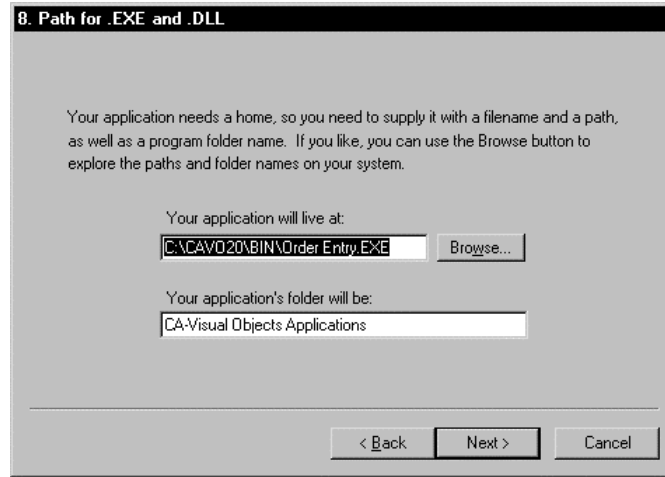 8. Path for .EXE and .DLL
Your application needs a home, so you need to supply it with a filename and a path,
as well as a program folder name. If you like, you can use the Browse button to
explore the paths and folder names on your system.
Your application will live at:
C:\CAVO20\BIN\Order Entry.EXE
Browse...
Your application's folder will be:
CA-Visual Objects Applications
< Back
Next >
Cancel